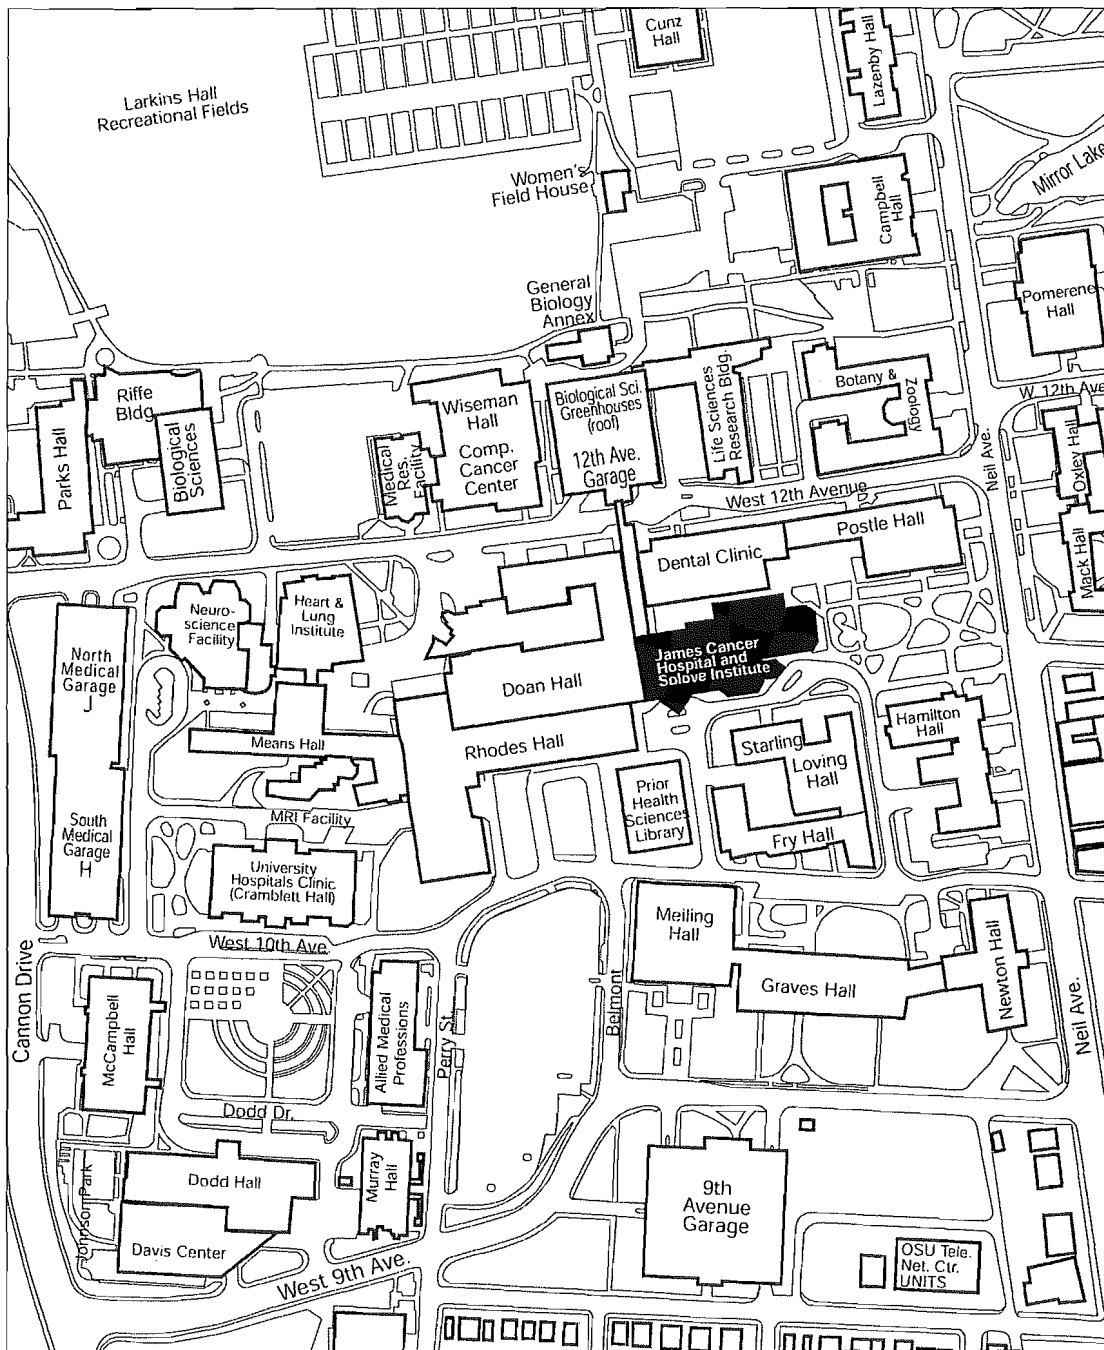 Cunz
Hall
Lazenby Hall
Larkins Hall
Recreational Fields
Women's
Field House
Mirror Lake
Campbell
Hall
General
Biology
Annex
Pomerene
Hall
Riffe
Bldg.
Parks Hall
Biological
Sciences
Medical
Res.
Facility
Wiseman
Hall
Comp.
Cancer
Center
Biological Sci.
Greenhouses
(roof)
12th Ave.
Garage
Life Sciences
Research Bldg.
Botany &
Zoology
W. 12th Ave
Neil Ave.
Oxley Hall
Mack Hall
West 12th Avenue
Dental Clinic
Postle Hall
Neuro-
science
Facility
Heart &
Lung
Institute
North
Medical
Garage
J
James Cancer
Hospital and
Solove Institute
Doan Hall
Rhodes Hall
Means Hall
MRI Facility
Starling
Loving
Hall
Hamilton
Hall
Prior
Health
Sciences
Library
Fry Hall
South
Medical
Garage
H
University
Hospitals Clinic
(Cramblett Hall)
West 10th Ave.
Meiling
Hall
Graves Hall
Newton Hall
Cannon Drive
McCampbell
Hall
Allied Medical
Professions
Perry St.
Belmont
Neil Ave.
Dodd Dr.
Johnson Park
Dodd Hall
Murray
Hall
Davis Center
West 9th Ave.
9th
Avenue
Garage
OSU Tele.
Net. Ctr.
UNITS